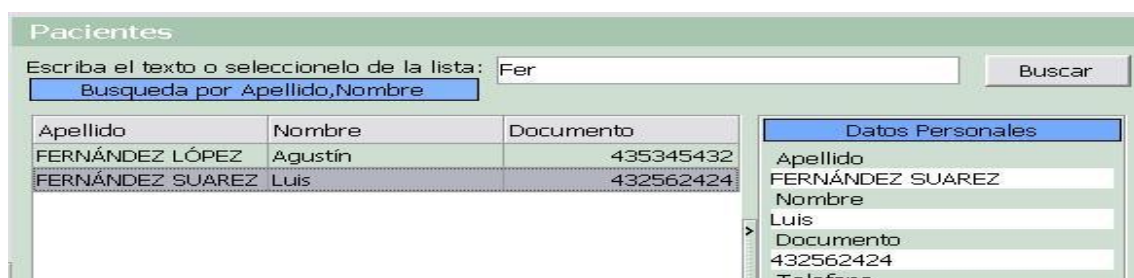 Pacientes
Escriba el texto o seleccionelo de la lista: Fer
Buscar
Busqueda por Apellido,Nombre
Apellido Nombre Documento
FERNÁNDEZ LÓPEZ Agustín 435345432
FERNÁNDEZ SUAREZ Luis 432562424
Datos Personales
Apellido
FERNÁNDEZ SUAREZ
Nombre
Luis
Documento
432562424